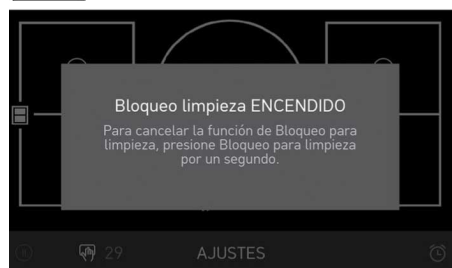 Bloqueo limpieza ENCENDIDO
Para cancelar la función de Bloqueo para
limpieza, presione Bloqueo para limpieza
por un segundo.
29
AJUSTES